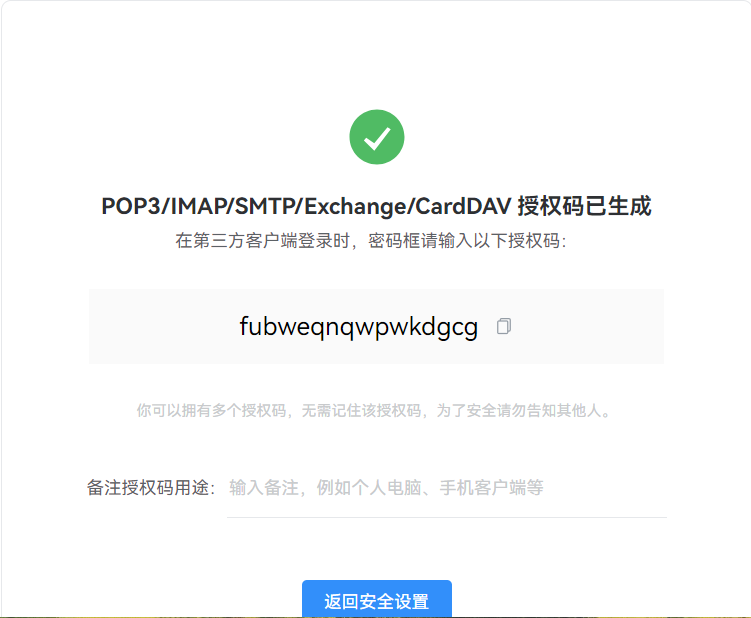 POP3/IMAP/SMTP/Exchange/CardDAV 授权码已生成
在第三方客户端登录时，密码框请输入以下授权码：
fubweqnqwpwkdgcg
你可以拥有多个授权码，无需记住该授权码，为了安全请勿告知其他人。
备注授权码用途： 输入备注，例如个人电脑、手机客户端等
返回安全设置